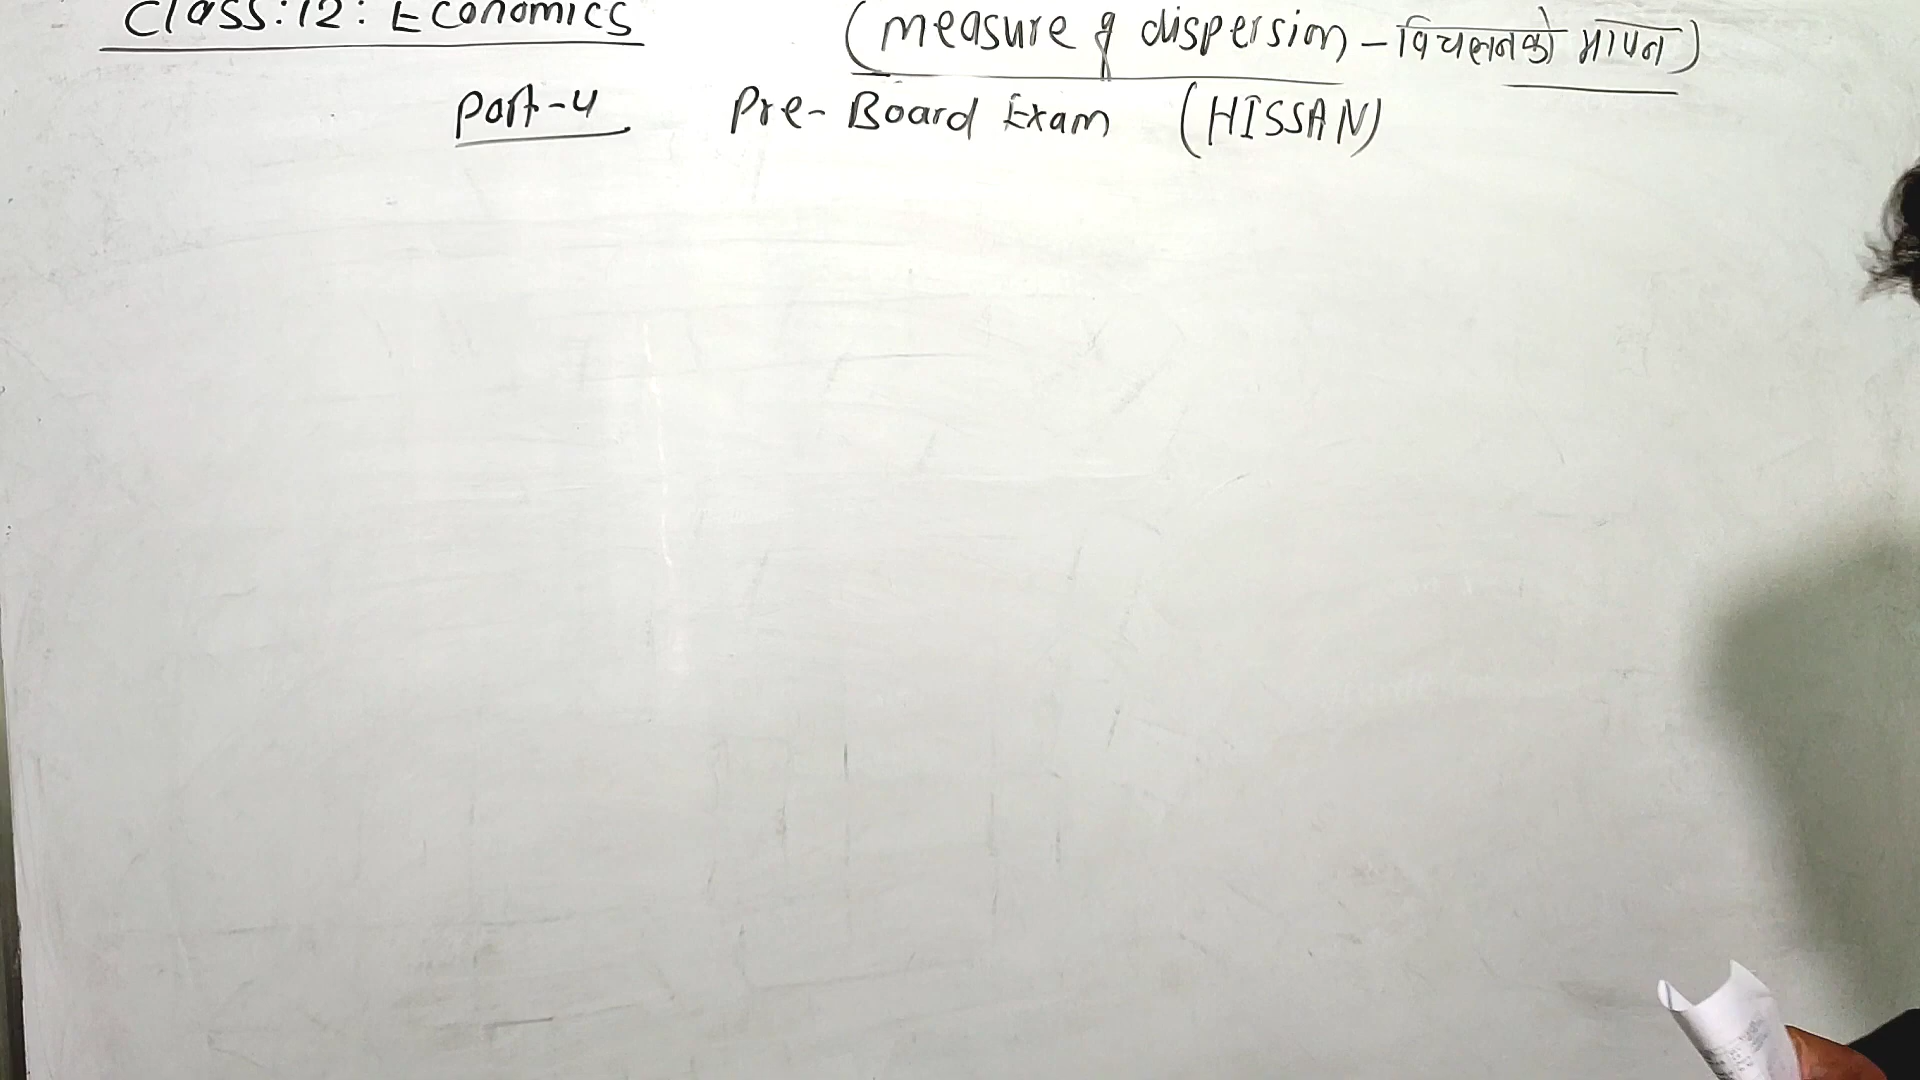 Class:12: Economics
(measure of dispersion – विचलनको मापन)
part-4
Pre-Board Exam (HISSAN)